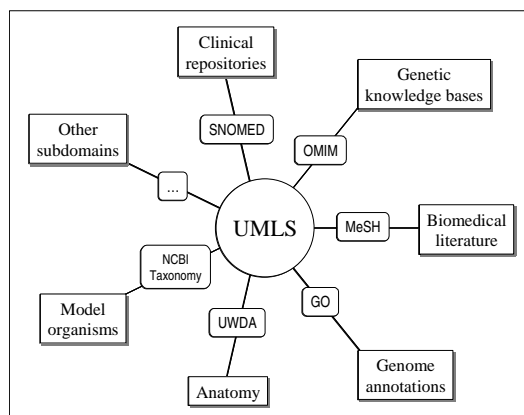 Clinical
repositories
Genetic
knowledge bases
SNOMED
OMIM
Other
subdomains
...
UMLS
MeSH
Biomedical
literature
NCBI
Taxonomy
Model
organisms
UWDA
GO
Anatomy
Genome
annotations